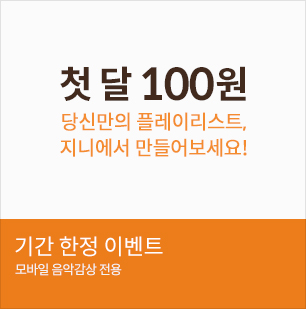 첫 달 100원
당신만의 플레이리스트,
지니에서 만들어보세요!
기간 한정 이벤트
모바일 음악감상 전용